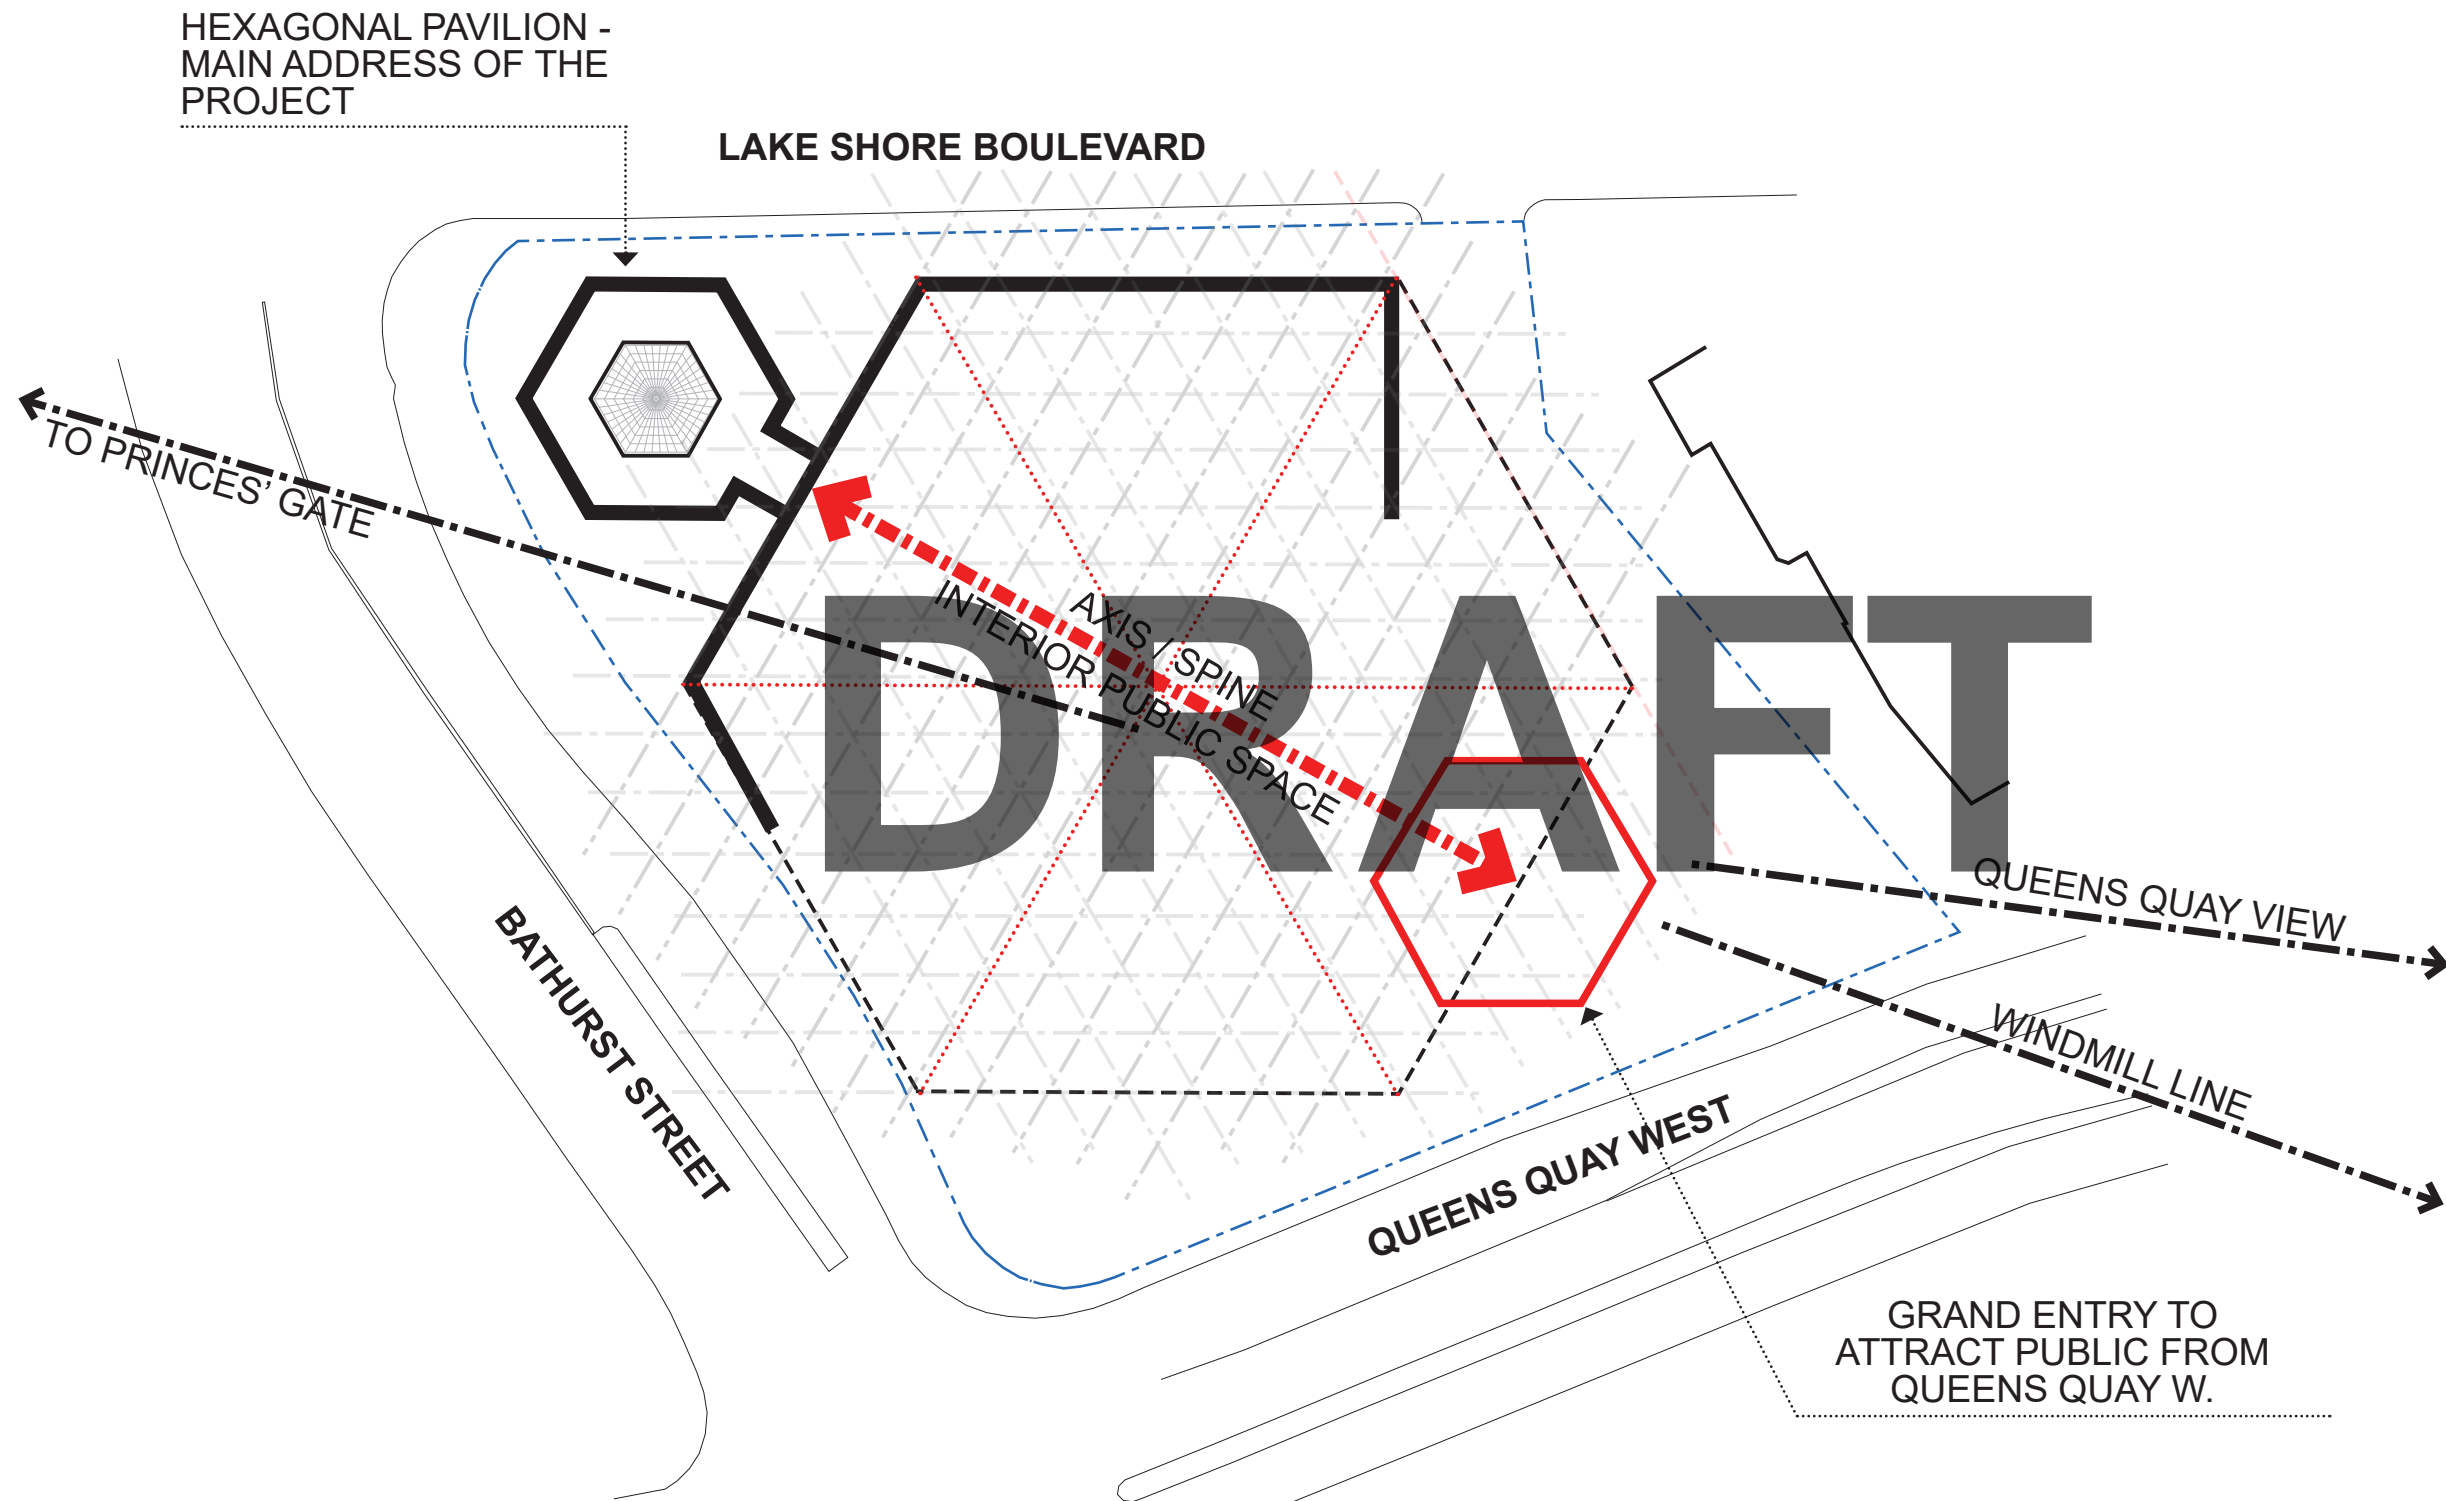 HEXAGONAL PAVILION -
MAIN ADDRESS OF THE
PROJECT
LAKE SHORE BOULEVARD
TO PRINCES’ GATE
AXIS / SPINE
INTERIOR PUBLIC SPACE
DRAFT
QUEENS QUAY VIEW
WINDMILL LINE
BATHURST STREET
QUEENS QUAY WEST
GRAND ENTRY TO
ATTRACT PUBLIC FROM
QUEENS QUAY W.